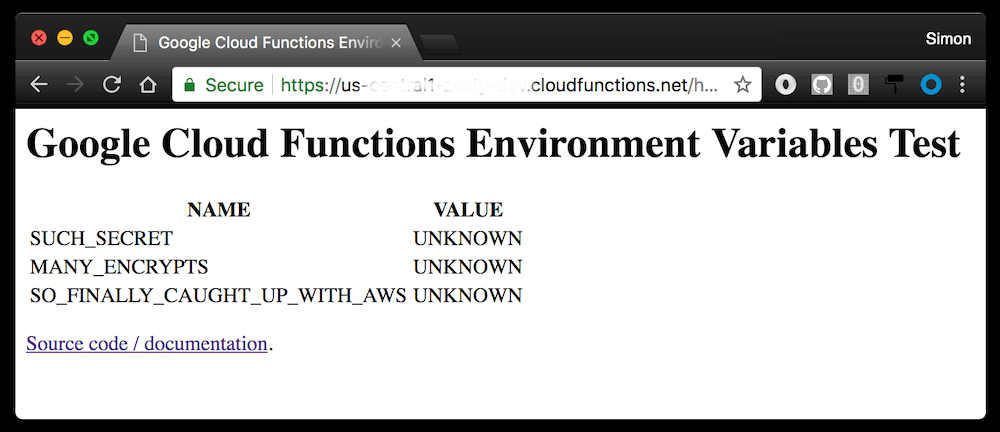 Google Cloud Functions Enviro
Simon
Secure https://us- .cloudfunctions.net/h...
Google Cloud Functions Environment Variables Test
NAME VALUE
SUCH_SECRET UNKNOWN
MANY_ENCRYPTS UNKNOWN
SO_FINALLY_CAUGHT_UP_WITH_AWS UNKNOWN
Source code / documentation.